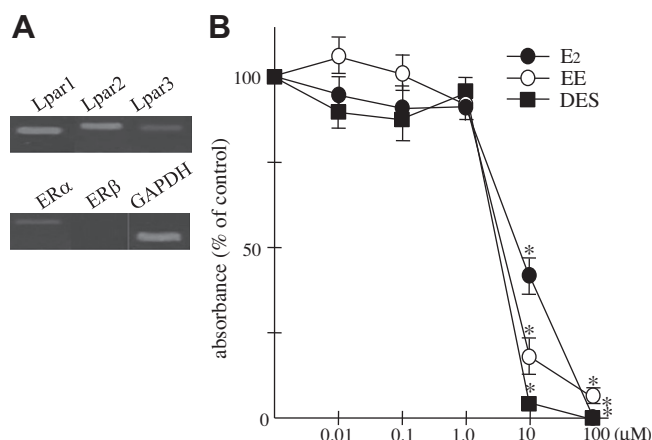 A
Lpar1 Lpar2 Lpar3
ERα ERβ GAPDH
B
E2
EE
DES
absorbance (% of control)
100
50
0
*
*
*
*
*
*
0.01 0.1 1.0 10 100 (μM)